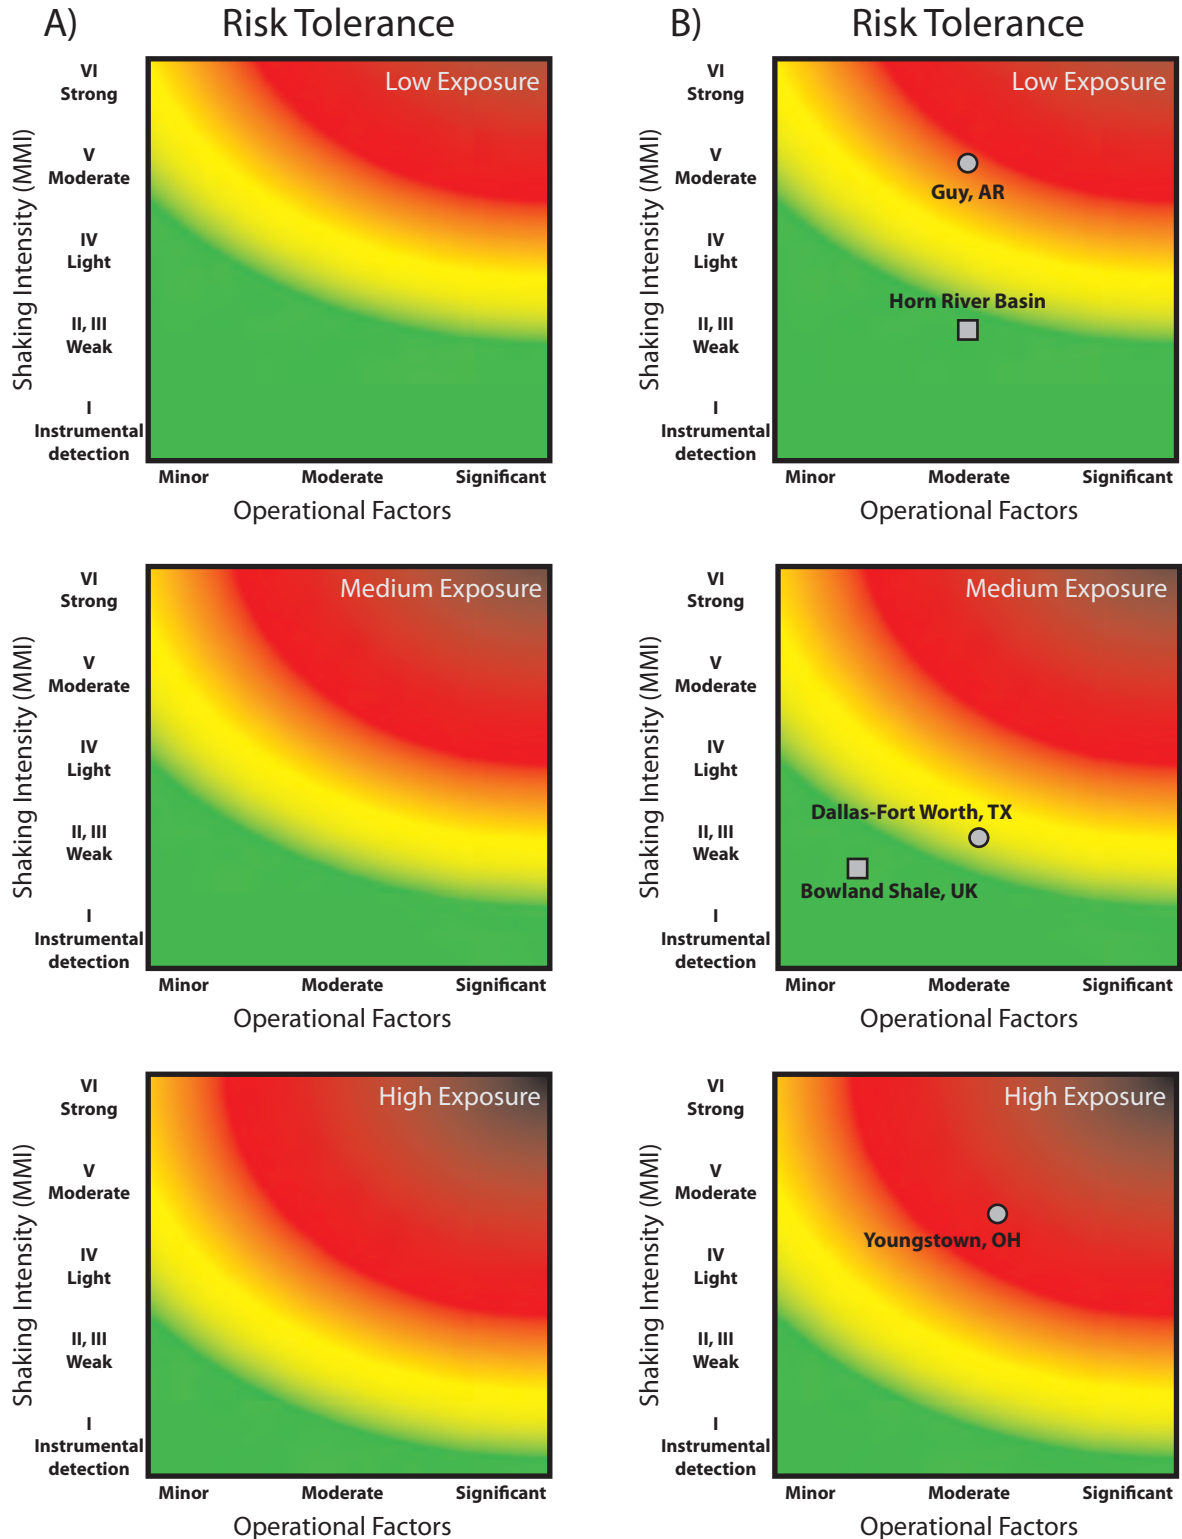 A)
Risk Tolerance
Low Exposure
Shaking Intensity (MMI)
VI
Strong
V
Moderate
IV
Light
II, III
Weak
I
Instrumental
detection
Minor Moderate Significant
Operational Factors
Medium Exposure
Shaking Intensity (MMI)
VI
Strong
V
Moderate
IV
Light
II, III
Weak
I
Instrumental
detection
Minor Moderate Significant
Operational Factors
High Exposure
Shaking Intensity (MMI)
VI
Strong
V
Moderate
IV
Light
II, III
Weak
I
Instrumental
detection
Minor Moderate Significant
Operational Factors
B)
Risk Tolerance
Low Exposure
Shaking Intensity (MMI)
VI
Strong
V
Moderate
IV
Light
II, III
Weak
I
Instrumental
detection
Guy, AR
Horn River Basin
Minor Moderate Significant
Operational Factors
Medium Exposure
Shaking Intensity (MMI)
VI
Strong
V
Moderate
IV
Light
II, III
Weak
I
Instrumental
detection
Dallas-Fort Worth, TX
Bowland Shale, UK
Minor Moderate Significant
Operational Factors
High Exposure
Shaking Intensity (MMI)
VI
Strong
V
Moderate
IV
Light
II, III
Weak
I
Instrumental
detection
Youngstown, OH
Minor Moderate Significant
Operational Factors